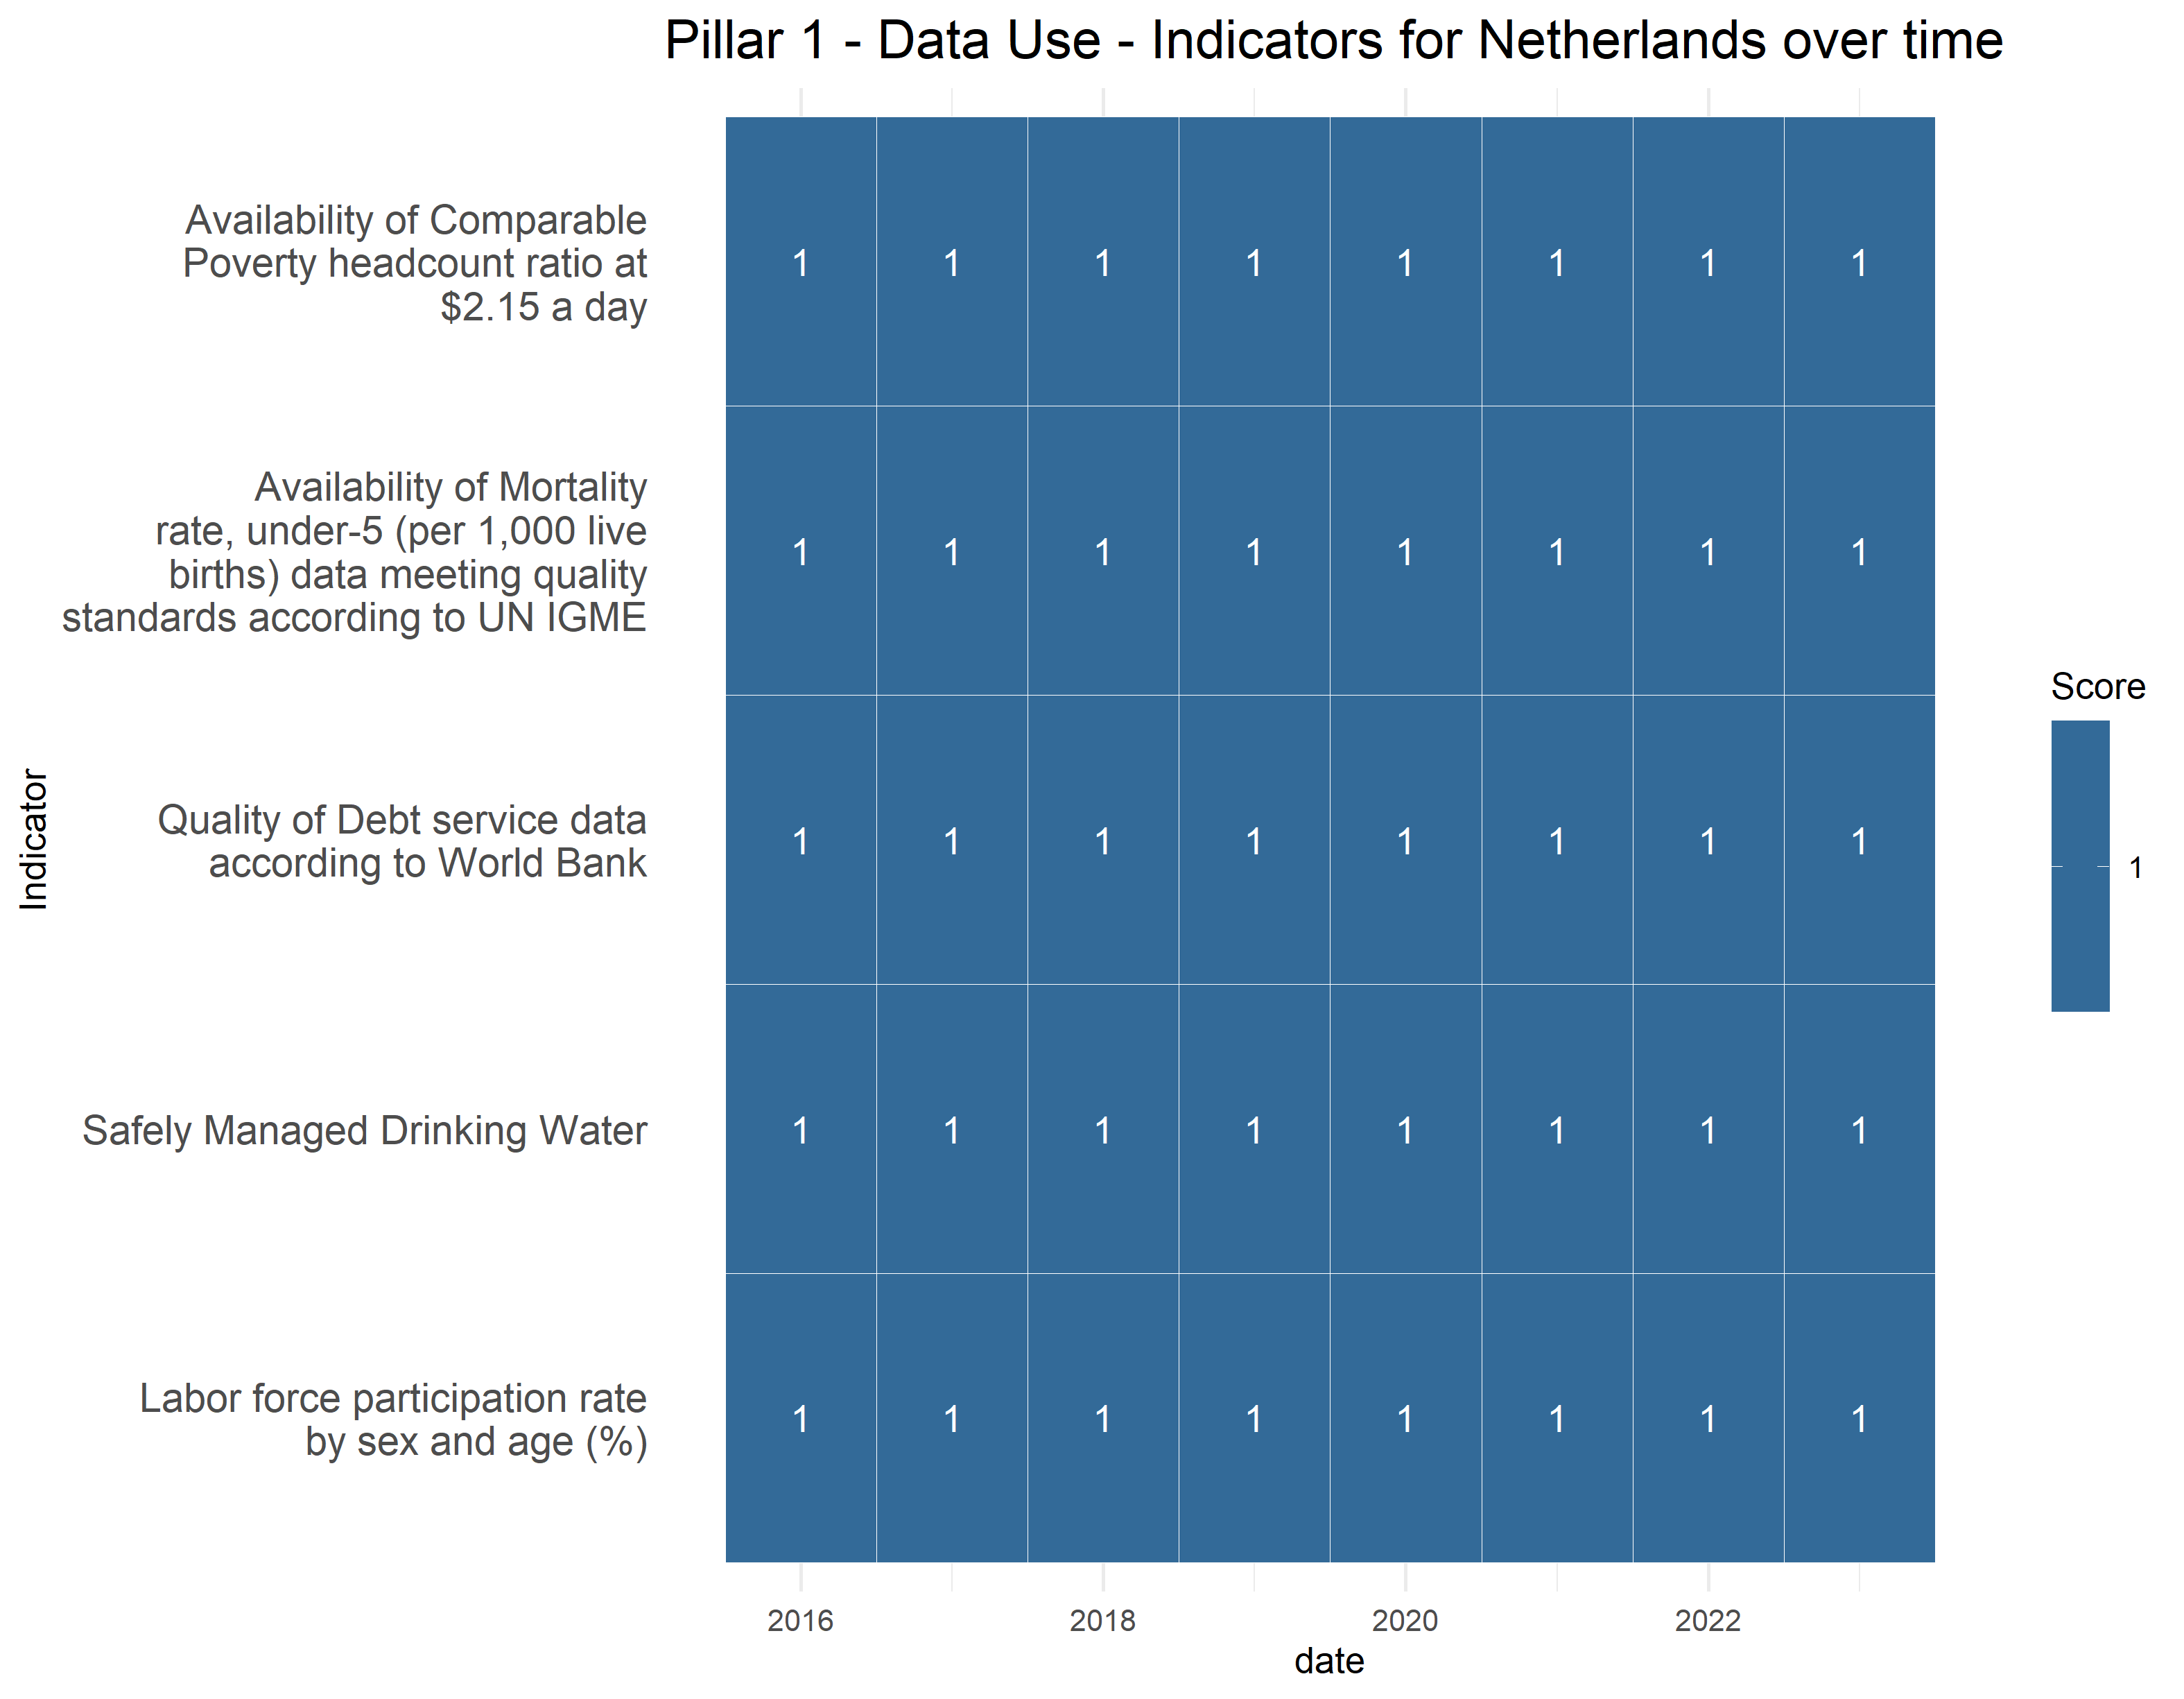 Pillar 1 - Data Use - Indicators for Netherlands over time
Indicator
Availability of Comparable
Poverty headcount ratio at
$2.15 a day
1 1 1 1 1 1 1 1
Availability of Mortality
rate, under-5 (per 1,000 live
births) data meeting quality
standards according to UN IGME
1 1 1 1 1 1 1 1
Quality of Debt service data
according to World Bank
1 1 1 1 1 1 1 1
Safely Managed Drinking Water
1 1 1 1 1 1 1 1
Labor force participation rate
by sex and age (%)
1 1 1 1 1 1 1 1
2016 2018 2020 2022
date
Score
1